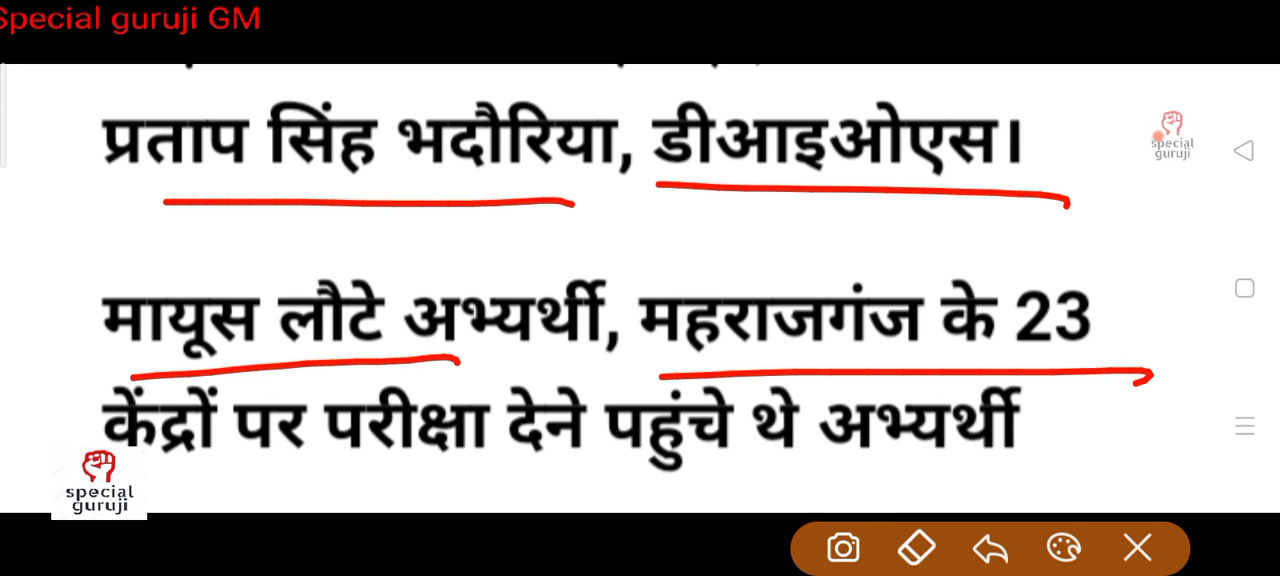 Special guruji GM
प्रताप सिंह भदौरिया, डीआइओएस।
special
guruji
मायूस लौटे अभ्यर्थी, महराजगंज के 23
केंद्रों पर परीक्षा देने पहुंचे थे अभ्यर्थी
special
guruji